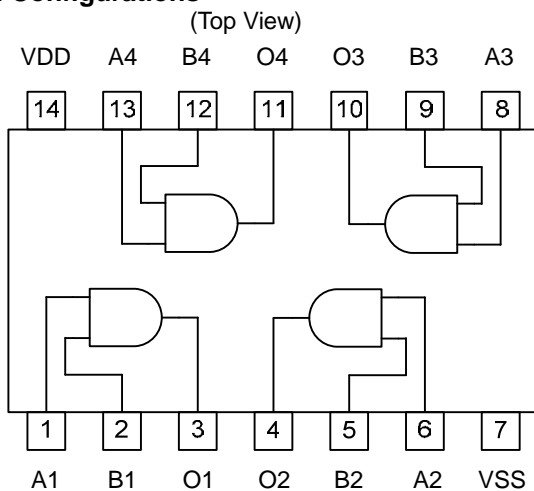 (Top View)
VDD A4 B4 O4 O3 B3 A3
14 13 12 11 10 9 8
1 2 3 4 5 6 7
A1 B1 O1 O2 B2 A2 VSS